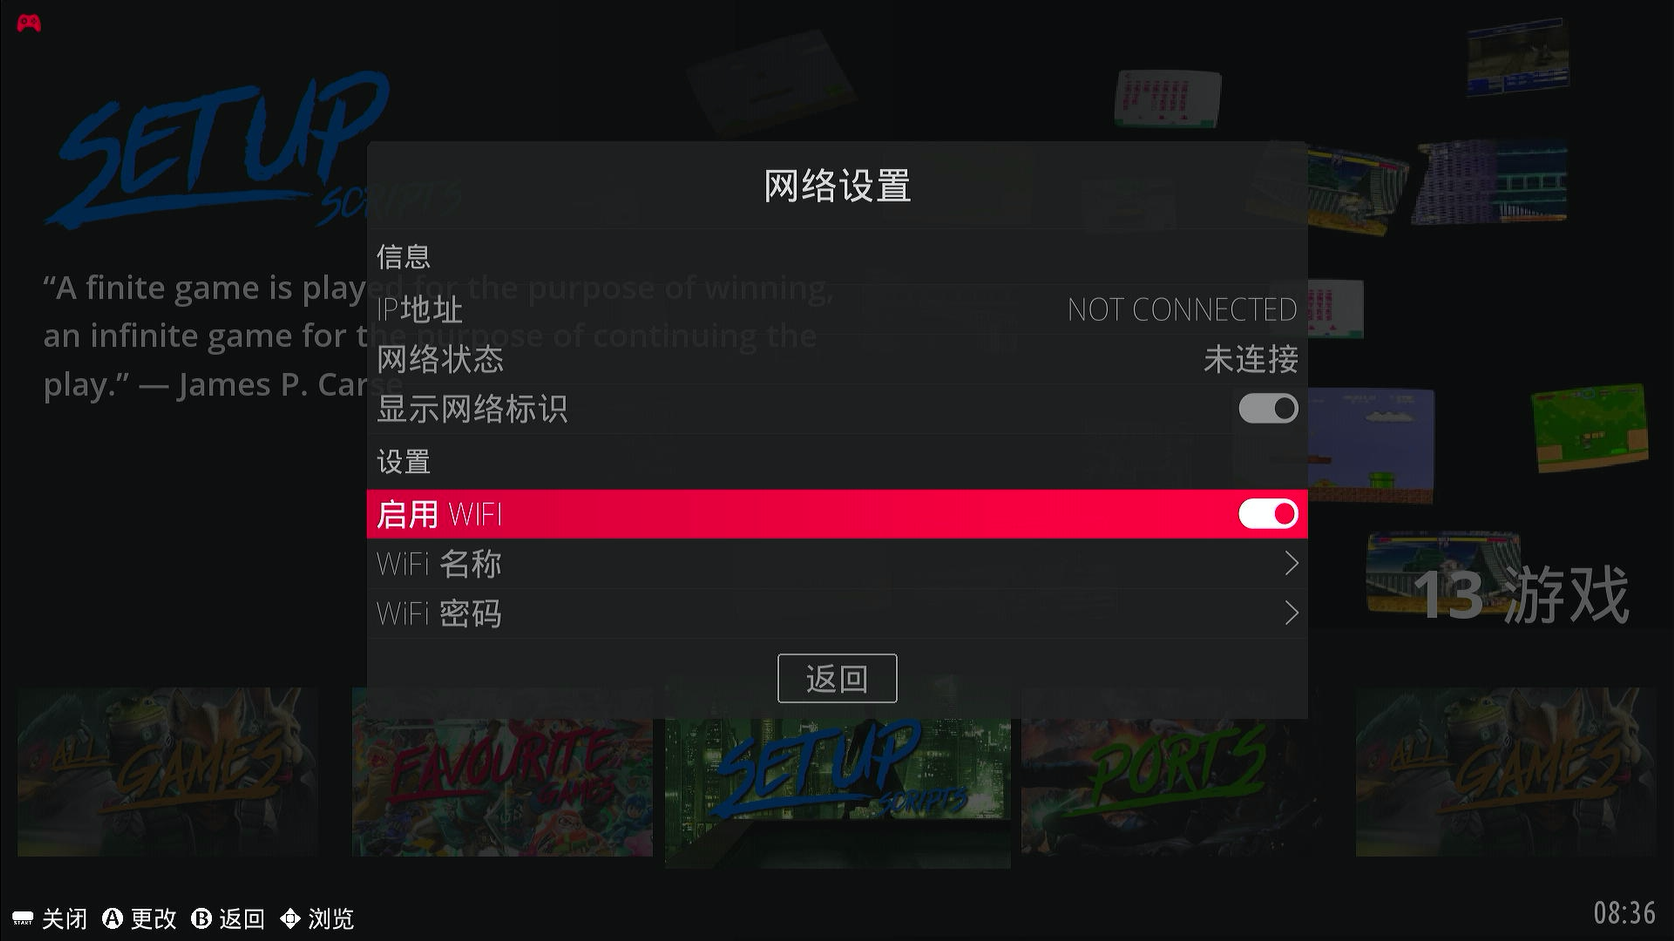 SETUP
SCRIPTS
“A finite game is played for the purpose of winning,
an infinite game for the purpose of continuing the
play.” — James P. Carse
网络设置
信息
IP地址 NOT CONNECTED
网络状态 未连接
显示网络标识
设置
启用 WIFI
WiFi 名称
WiFi 密码
返回
13 游戏
ALL GAMES
FAVOURITE GAMES
SETUP SCRIPTS
PORTS
ALL GAMES
START 关闭 A 更改 B 返回 浏览
08:36